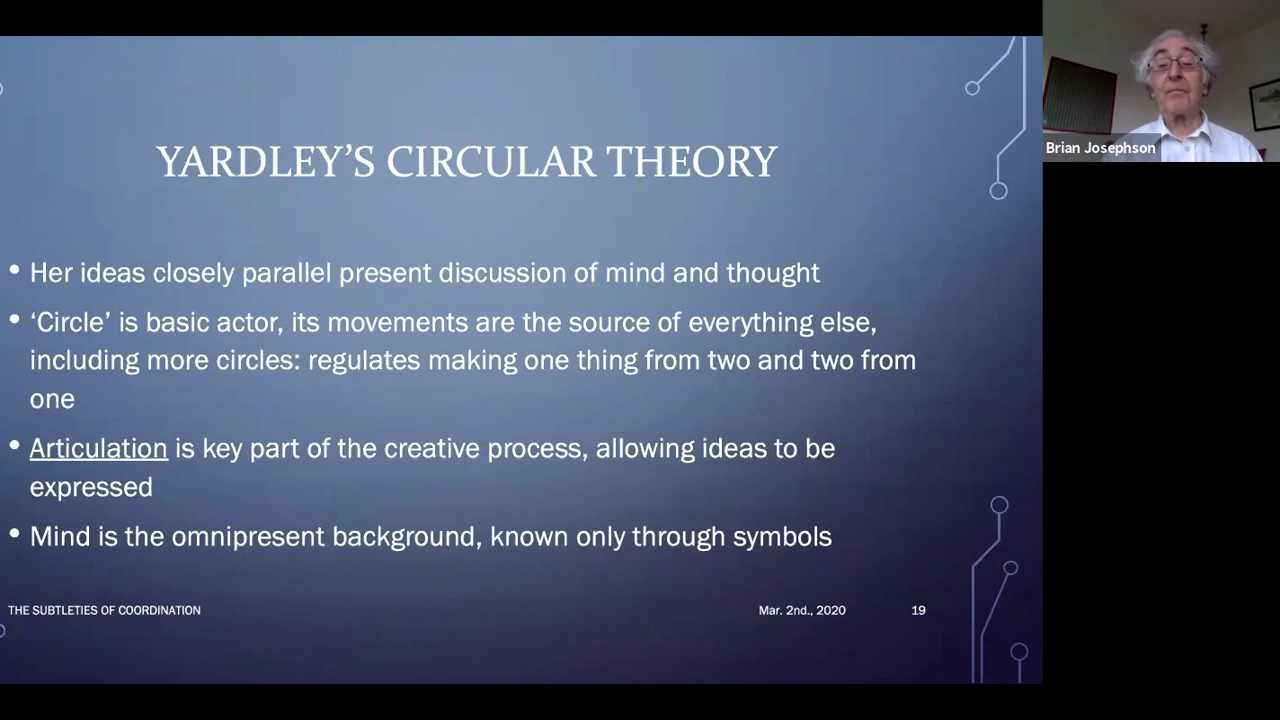 YARDLEY’S CIRCULAR THEORY
• Her ideas closely parallel present discussion of mind and thought
• ‘Circle’ is basic actor, its movements are the source of everything else,
including more circles: regulates making one thing from two and two from
one
• Articulation is key part of the creative process, allowing ideas to be
expressed
• Mind is the omnipresent background, known only through symbols
THE SUBTLETIES OF COORDINATION
Mar. 2nd., 2020
19
Brian Josephson